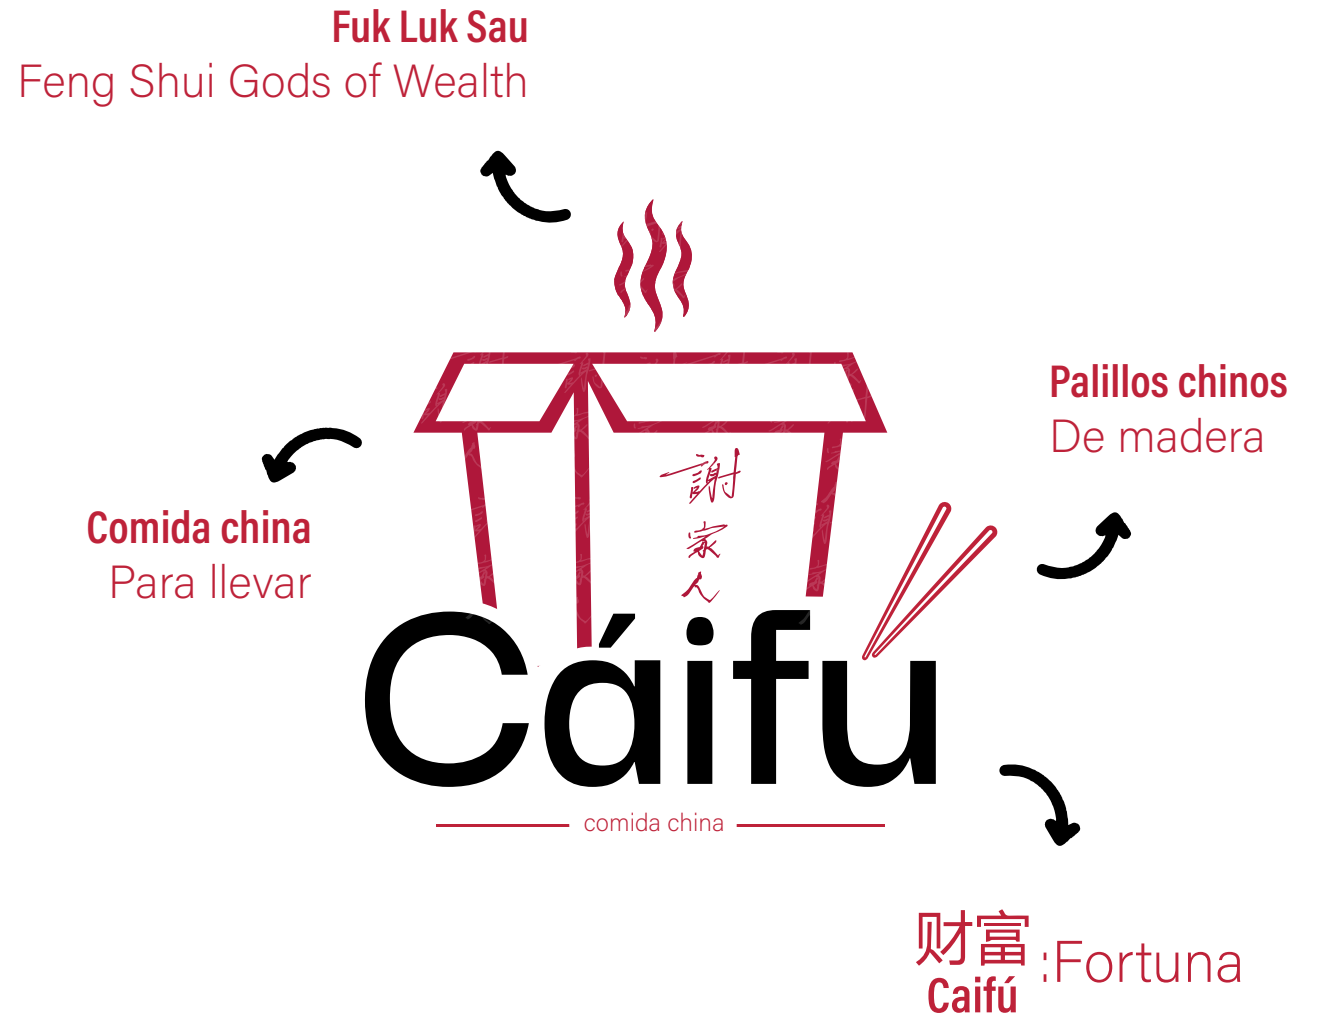 Fuk Luk Sau
Feng Shui Gods of Wealth
Palillos chinos
De madera
Comida china
Para llevar
謝
家
人
Cáifu
comida china
财富
Caifú
:Fortuna